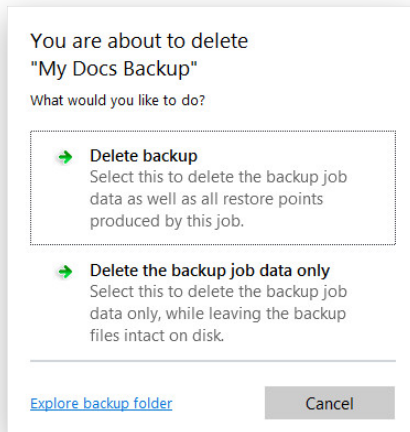 You are about to delete
"My Docs Backup"
What would you like to do?
Delete backup
Select this to delete the backup job
data as well as all restore points
produced by this job.
Delete the backup job data only
Select this to delete the backup job
data only, while leaving the backup
files intact on disk.
Explore backup folder
Cancel